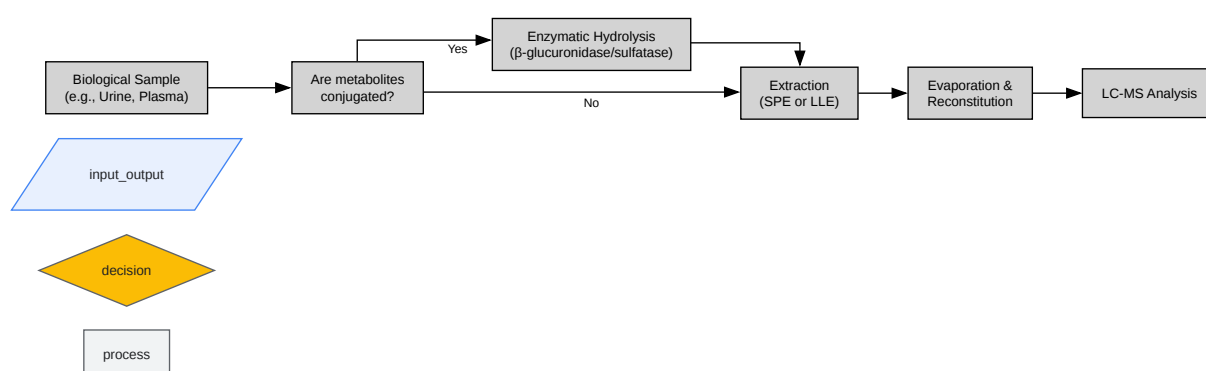 Enzymatic Hydrolysis
(β-glucuronidase/sulfatase)
Yes
Biological Sample
(e.g., Urine, Plasma)
Are metabolites
conjugated?
No
Extraction
(SPE or LLE)
Evaporation &
Reconstitution
LC-MS Analysis
input_output
decision
process